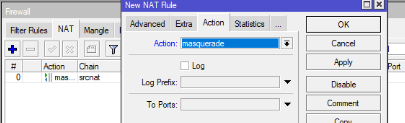 Firewall
New NAT Rule
Filter Rules NAT Mangle
Advanced Extra Action Statistics ...
OK
Action: masquerade
Cancel
Log
Apply
# Action Chain
Port
0 mas... srcnat
Log Prefix:
Disable
To Ports:
Comment
Copy